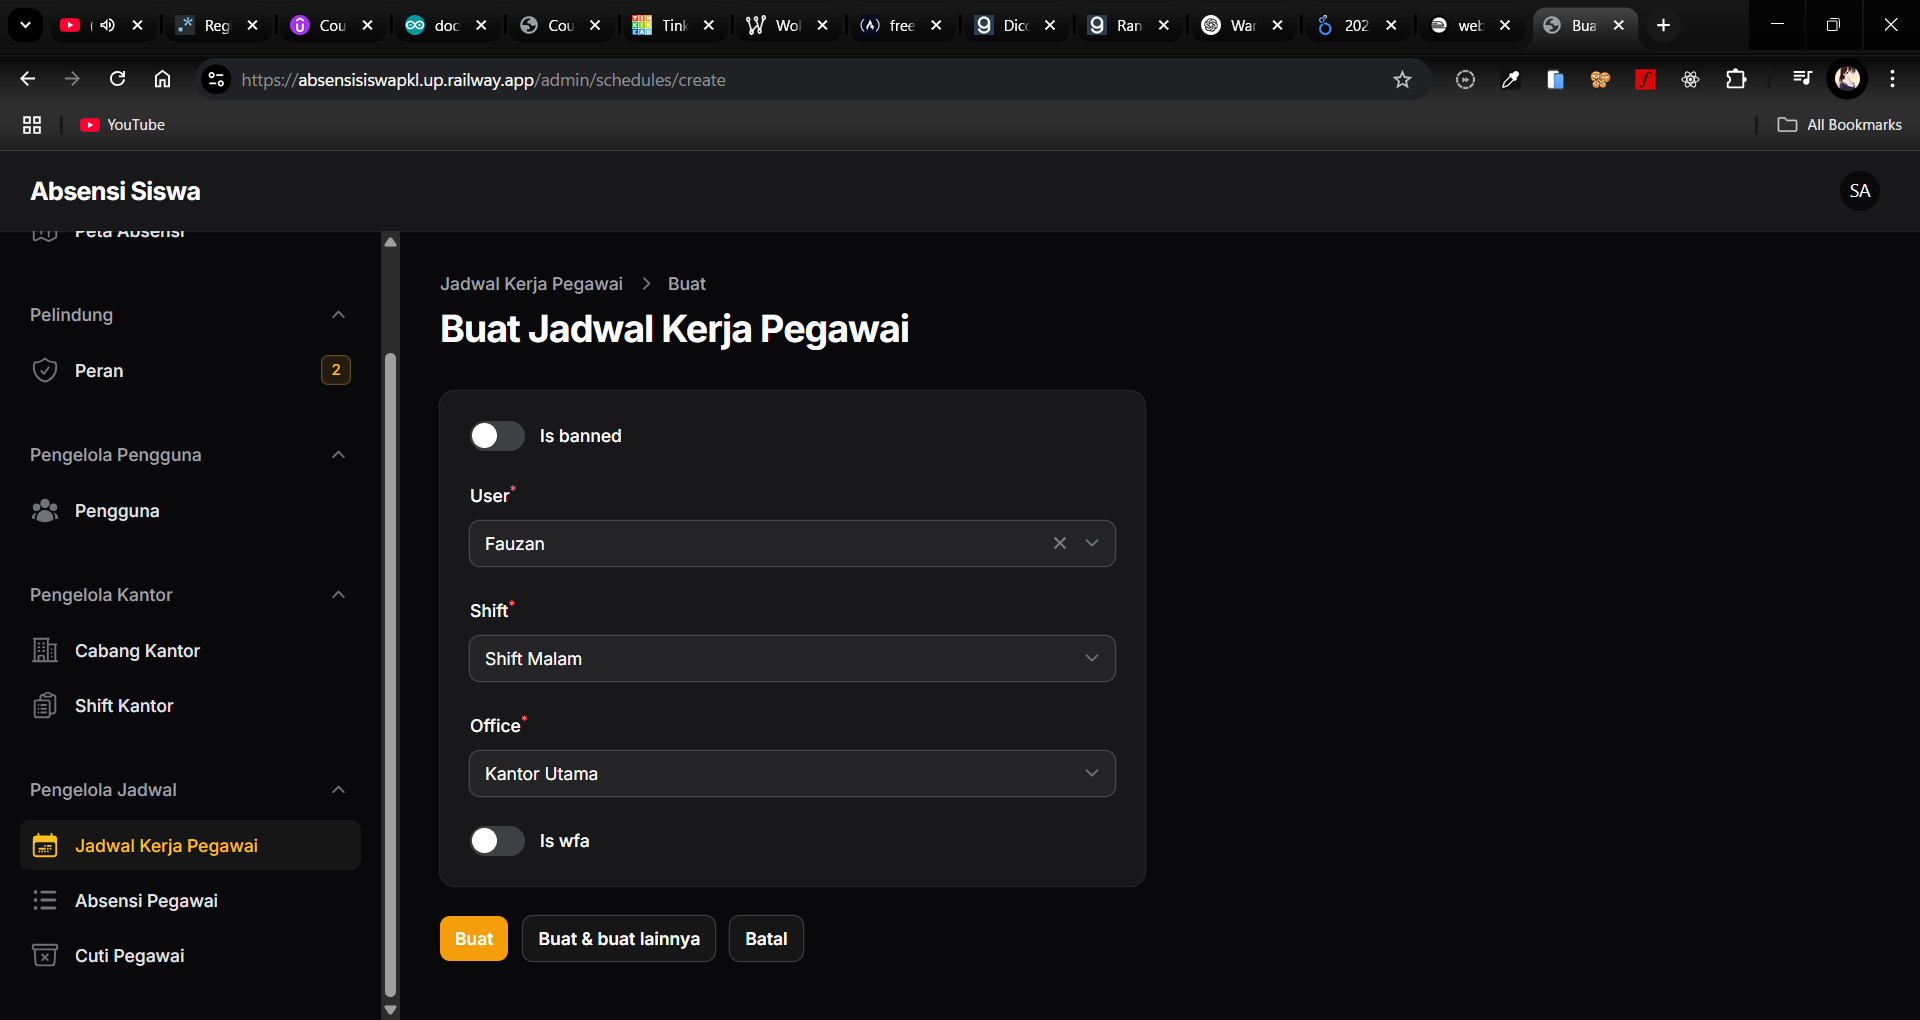 Reg
Cou
doc
Cou
Tink
Wo
free
Dicc
Ran
War
202
web
Bua
https://absensisiswapkl.up.railway.app/admin/schedules/create
YouTube
All Bookmarks
Absensi Siswa
SA
Peta Absensi
Pelindung
Peran
2
Pengelola Pengguna
Pengguna
Pengelola Kantor
Cabang Kantor
Shift Kantor
Pengelola Jadwal
Jadwal Kerja Pegawai
Absensi Pegawai
Cuti Pegawai
Jadwal Kerja Pegawai > Buat
Buat Jadwal Kerja Pegawai
Is banned
User*
Fauzan
Shift*
Shift Malam
Office*
Kantor Utama
Is wfa
Buat
Buat & buat lainnya
Batal